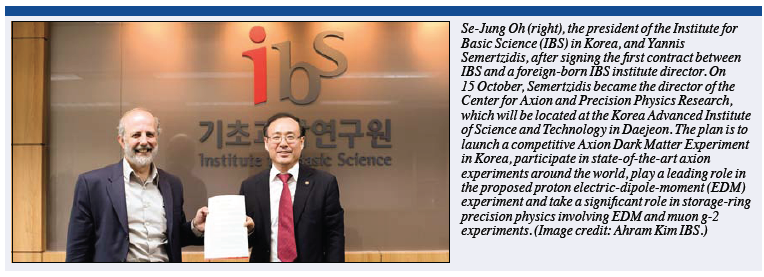 ibs
기초과 연구원
Institute Basic Science
Se-Jung Oh (right), the president of the Institute for
Basic Science (IBS) in Korea, and Yannis
Semertzidis, after signing the first contract between
IBS and a foreign-born IBS institute director. On
15 October, Semertzidis became the director of the
Center for Axion and Precision Physics Research,
which will be located at the Korea Advanced Institute
of Science and Technology in Daejeon. The plan is to
launch a competitive Axion Dark Matter Experiment
in Korea, participate in state-of-the-art axion
experiments around the world, play a leading role in
the proposed proton electric-dipole-moment (EDM)
experiment and take a significant role in storage-ring
precision physics involving EDM and muon g-2
experiments. (Image credit: Ahram Kim IBS.)